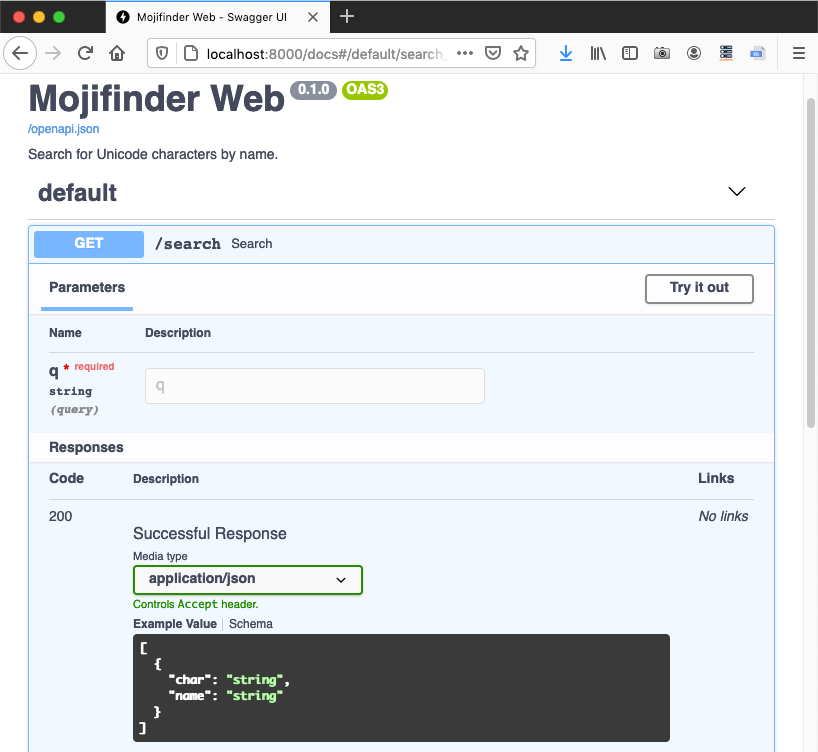 Mojifinder Web - Swagger UI
localhost:8000/docs#/default/search_
Mojifinder Web 0.1.0 OAS3
/openapi.json
Search for Unicode characters by name.
default
GET /search Search
Parameters Try it out
Name Description
q * required
q
string
(query)
Responses
Code Description Links
200 No links
Successful Response
Media type
application/json
Controls Accept header.
Example Value Schema
[
{
"char": "string",
"name": "string"
}
]